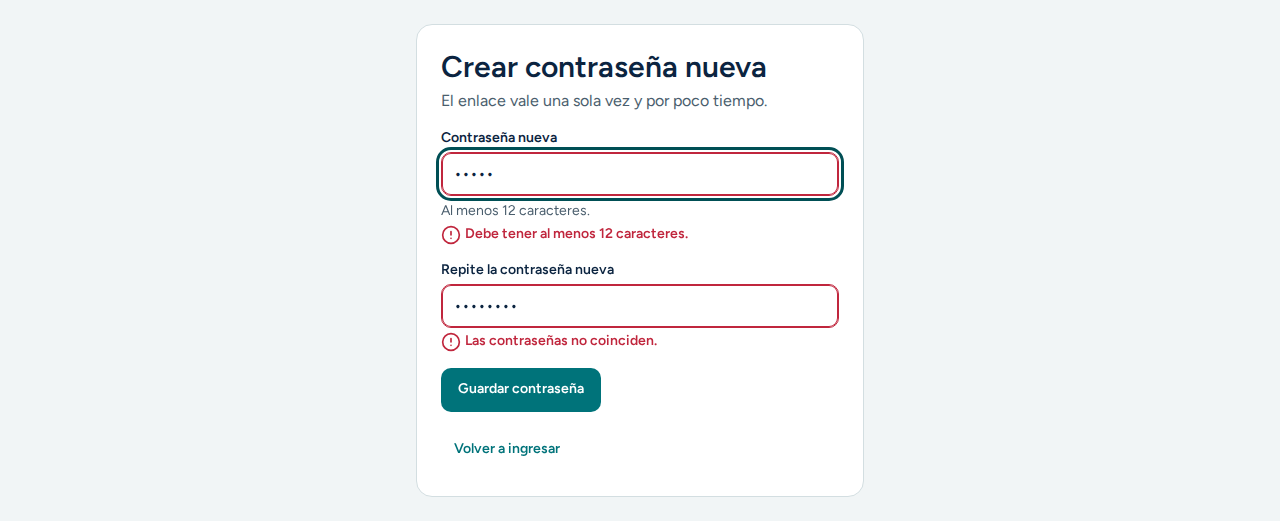 Crear contraseña nueva
El enlace vale una sola vez y por poco tiempo.
Contraseña nueva
•••••
Al menos 12 caracteres.
Debe tener al menos 12 caracteres.
Repite la contraseña nueva
••••••••
Las contraseñas no coinciden.
Guardar contraseña
Volver a ingresar